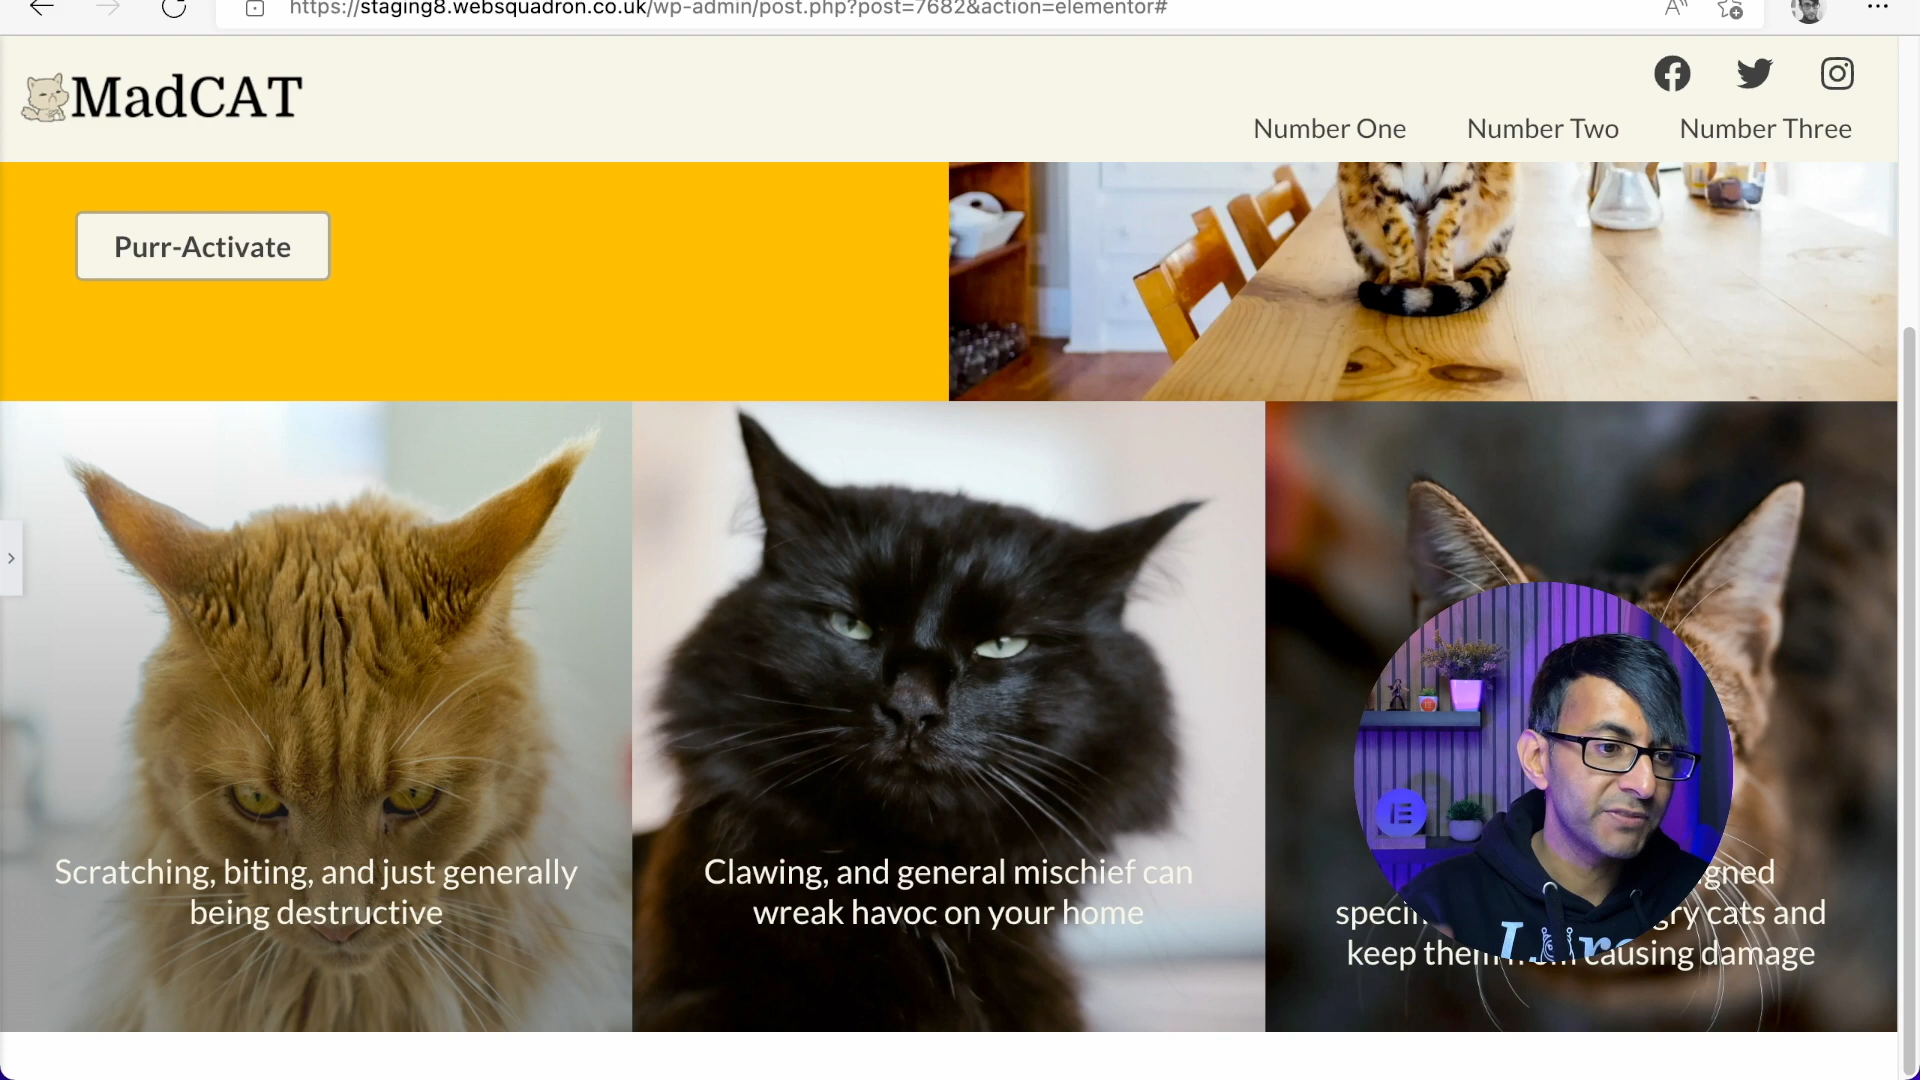 https://staging8.websquadron.co.uk/wp-admin/post.php?post=7682&action=elementor#
MadCAT
Number One Number Two Number Three
Purr-Activate
Scratching, biting, and just generally
being destructive
Clawing, and general mischief can
wreak havoc on your home
cats and
keep causing damage